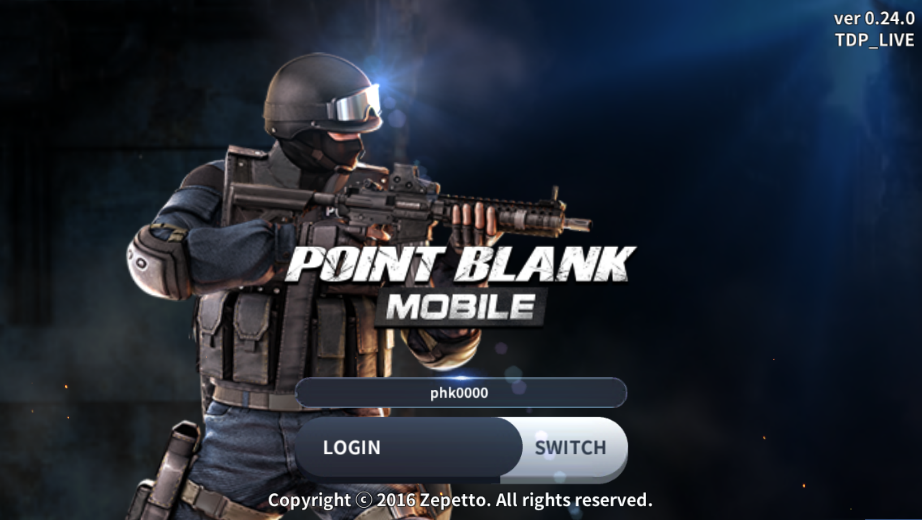 ver 0.24.0
TDP_LIVE
POINT BLANK
MOBILE
phk0000
LOGIN
SWITCH
Copyright ⓒ 2016 Zepetto. All rights reserved.